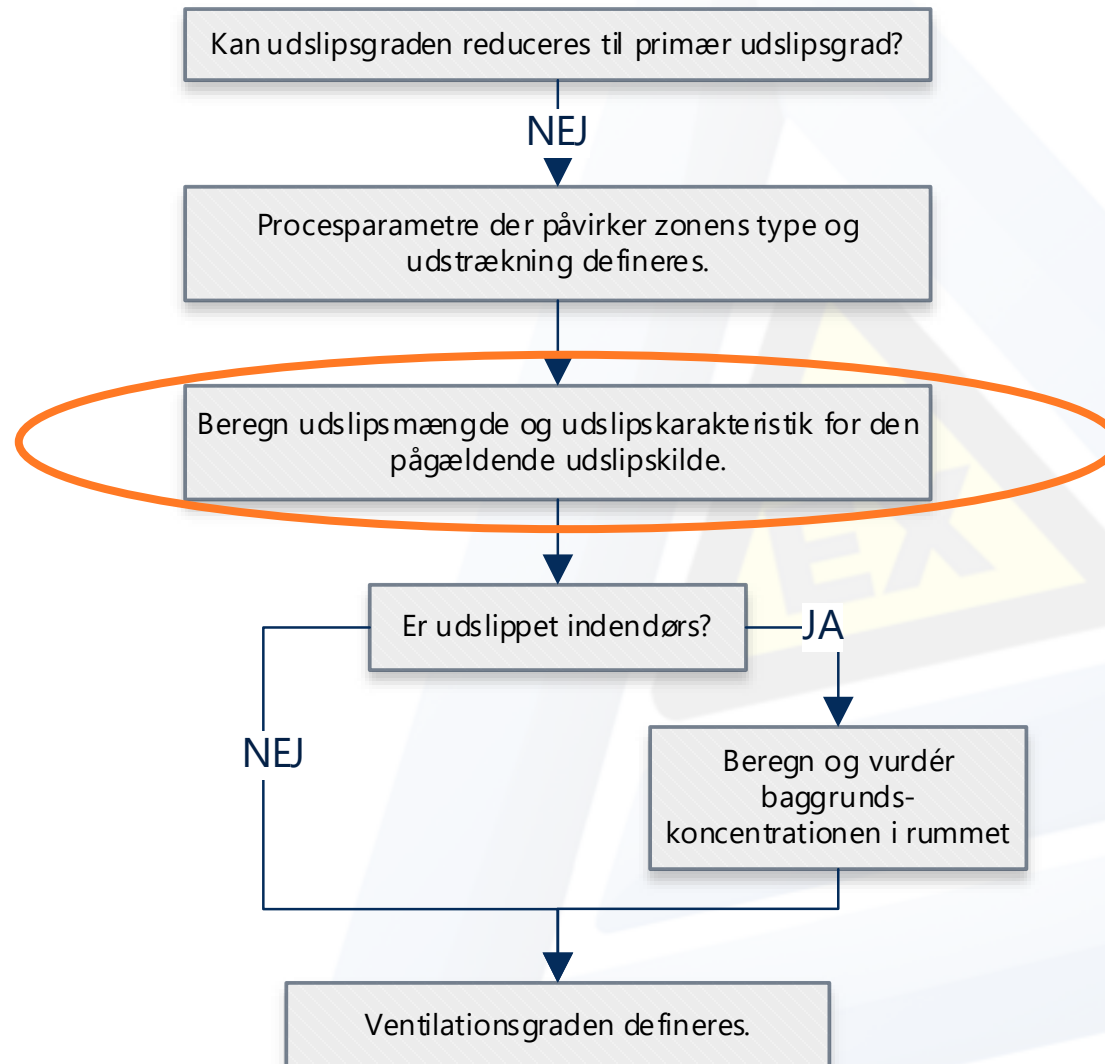 Kan udslipsgraden reduceres til primær udslipsgrad?
NEJ
Procesparametre der påvirker zonens type og
udstrækning defineres.
Beregn udslipsmængde og udslipskarakteristik for den
pågældende udslipskilde.
Er udslippet indendørs?
JA
NEJ
Beregn og vurdér
baggrunds-
koncentrationen i rummet
Ventilationsgraden defineres.
EX